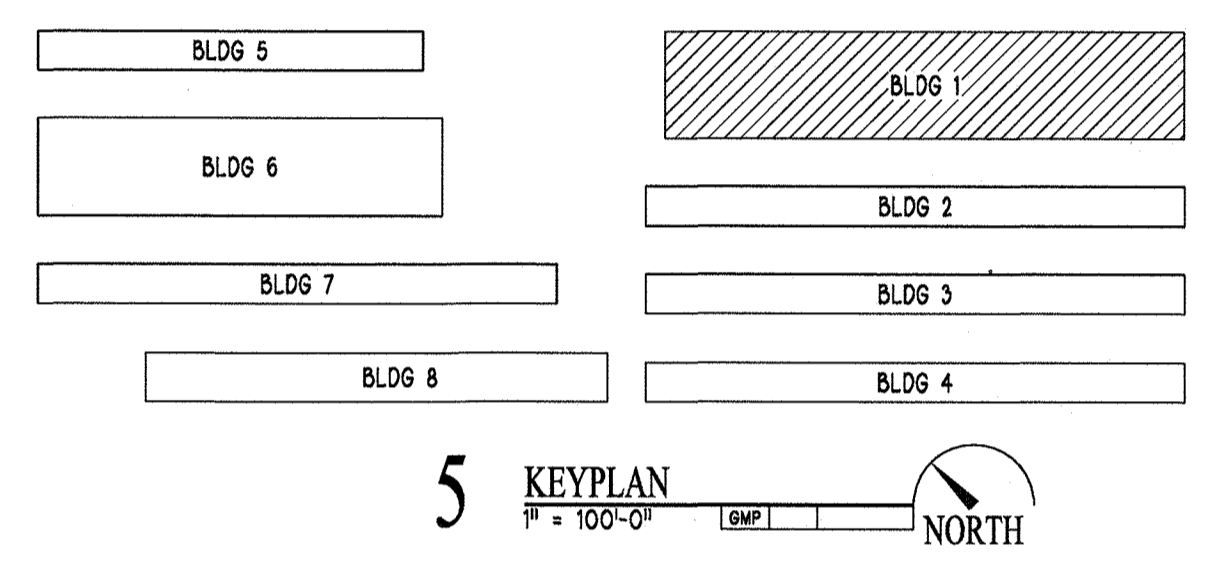 BLDG 5
BLDG 1
BLDG 6
BLDG 2
BLDG 7
BLDG 3
BLDG 8
BLDG 4
5 KEYPLAN
1" = 100'-0" GMP
NORTH